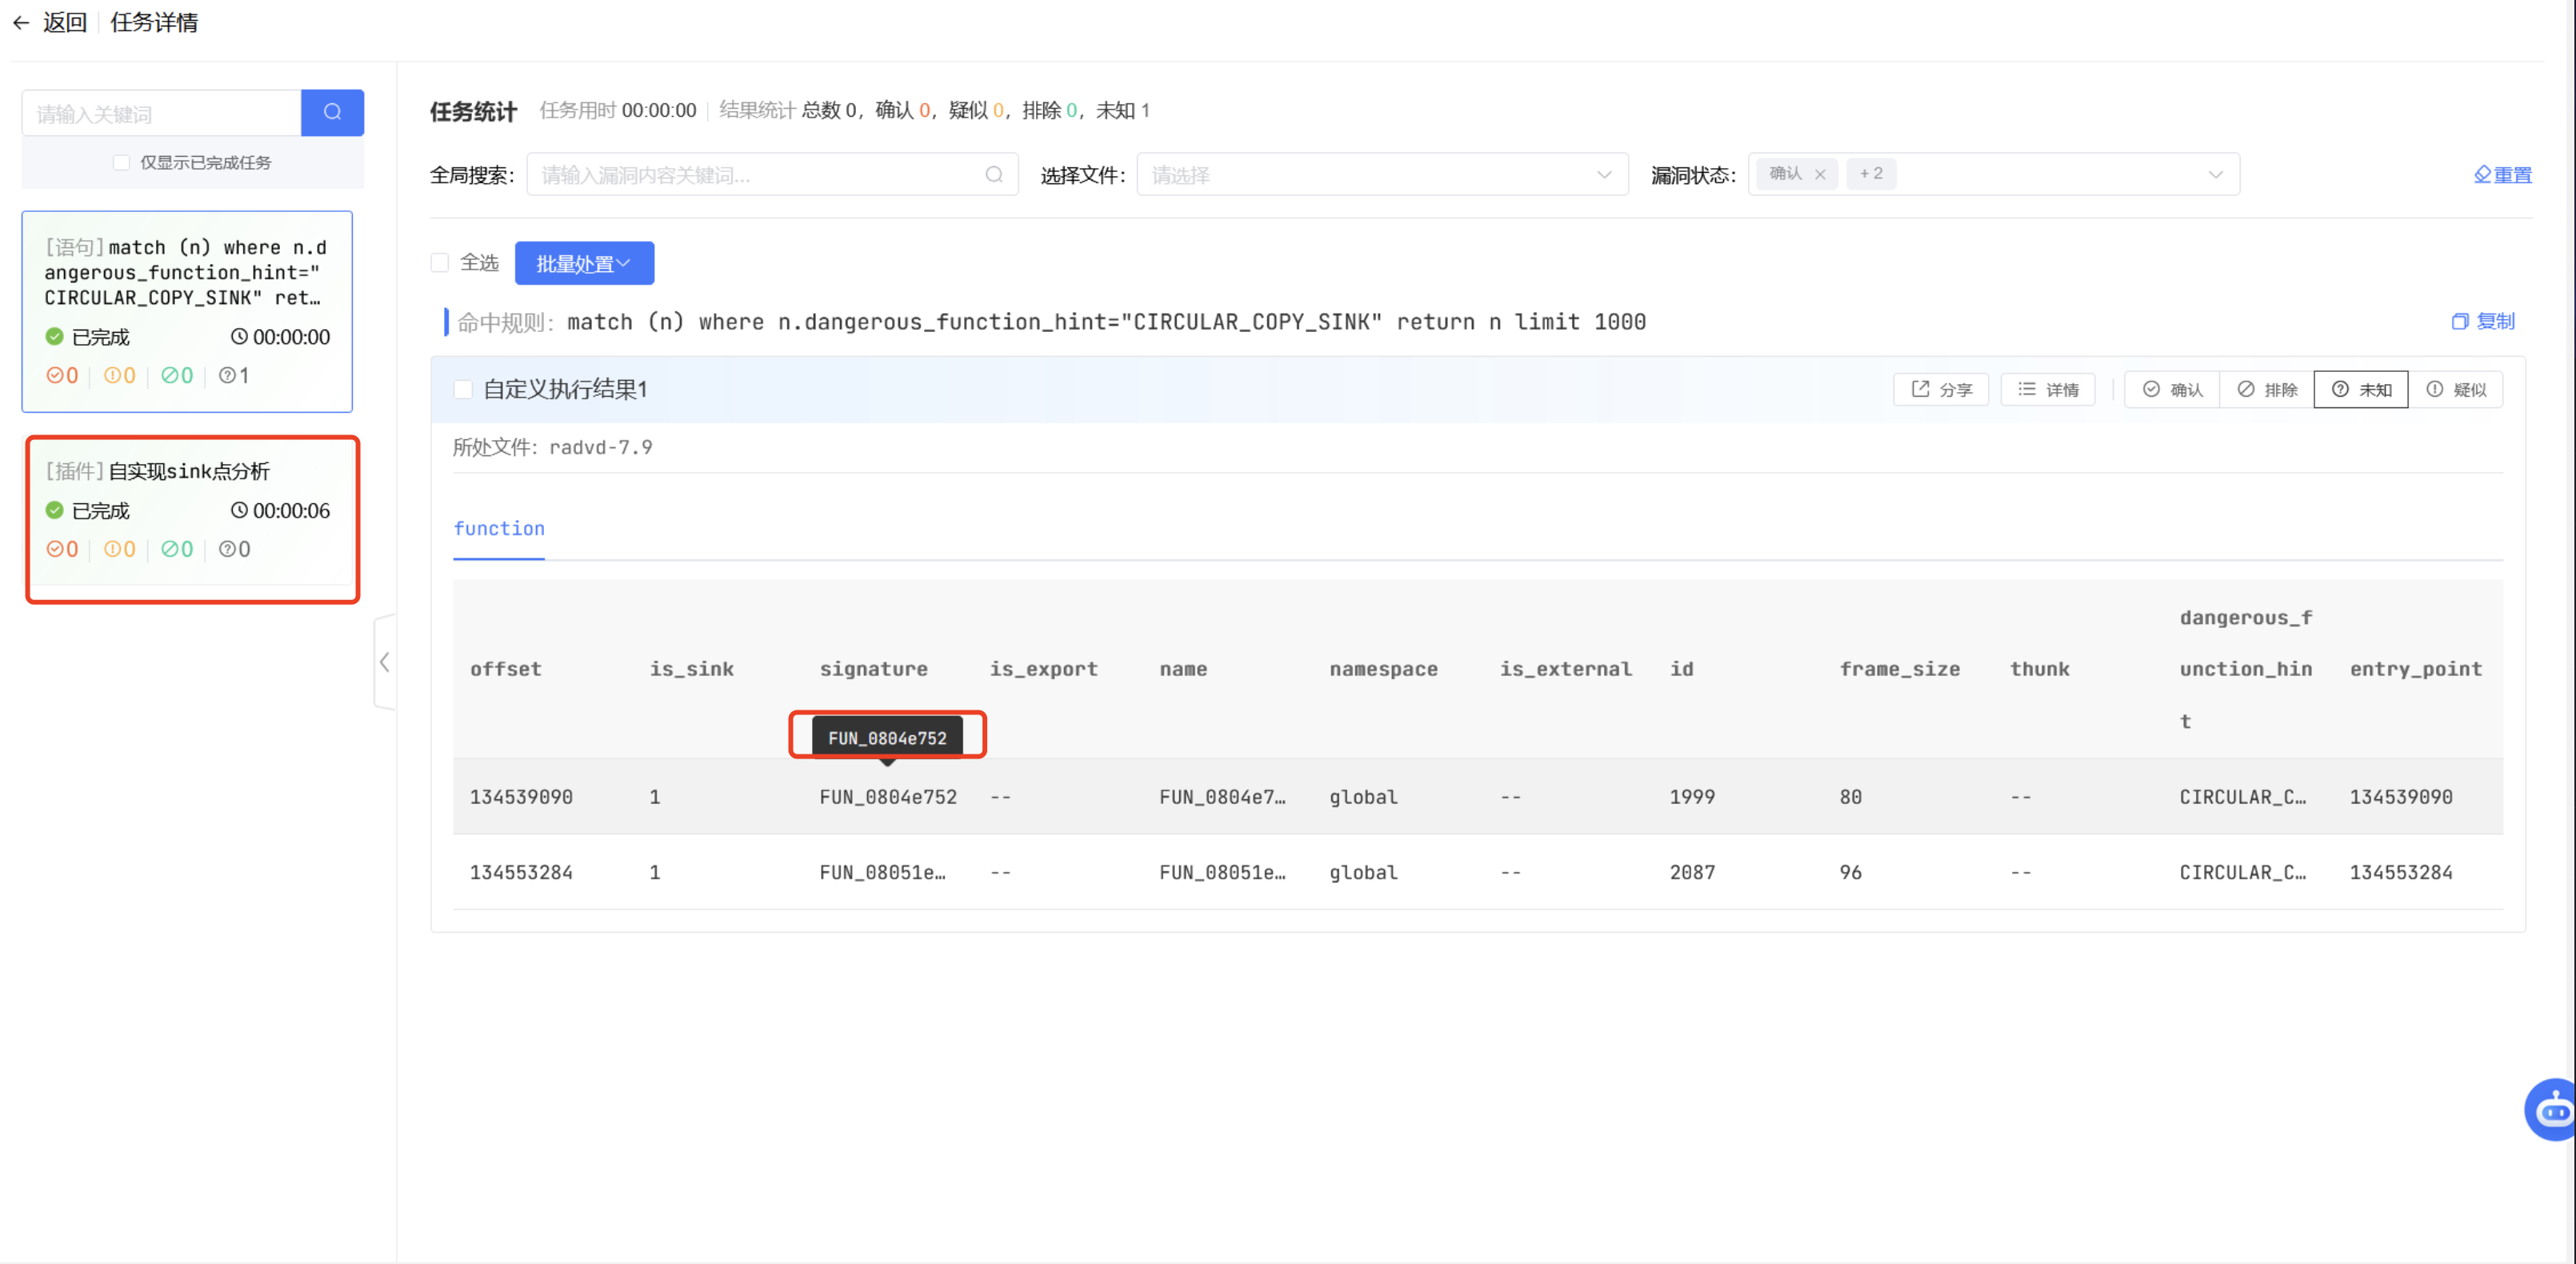 返回 任务详情
请输入关键词
仅显示已完成任务
[语句]match (n) where n.d
angerous_function_hint="
CIRCULAR_COPY_SINK" ret…
已完成 00:00:00
0 0 0 1
[插件]自实现sink点分析
已完成 00:00:06
0 0 0 0
任务统计 任务用时 00:00:00 结果统计 总数 0，确认 0，疑似 0，排除 0，未知 1
全局搜索： 请输入漏洞内容关键词... 选择文件： 请选择 漏洞状态： 确认 × + 2 重置
全选 批量处置
命中规则： match (n) where n.dangerous_function_hint="CIRCULAR_COPY_SINK" return n limit 1000 复制
自定义执行结果1 分享 详情 确认 排除 未知 疑似
所处文件： radvd-7.9
function
offset is_sink signature is_export name namespace is_external id frame_size thunk dangerous_function_hint entry_point
FUN_0804e752
134539090 1 FUN_0804e752 -- FUN_0804e7… global -- 1999 80 -- CIRCULAR_C… 134539090
134553284 1 FUN_08051e… -- FUN_08051e… global -- 2087 96 -- CIRCULAR_C… 134553284